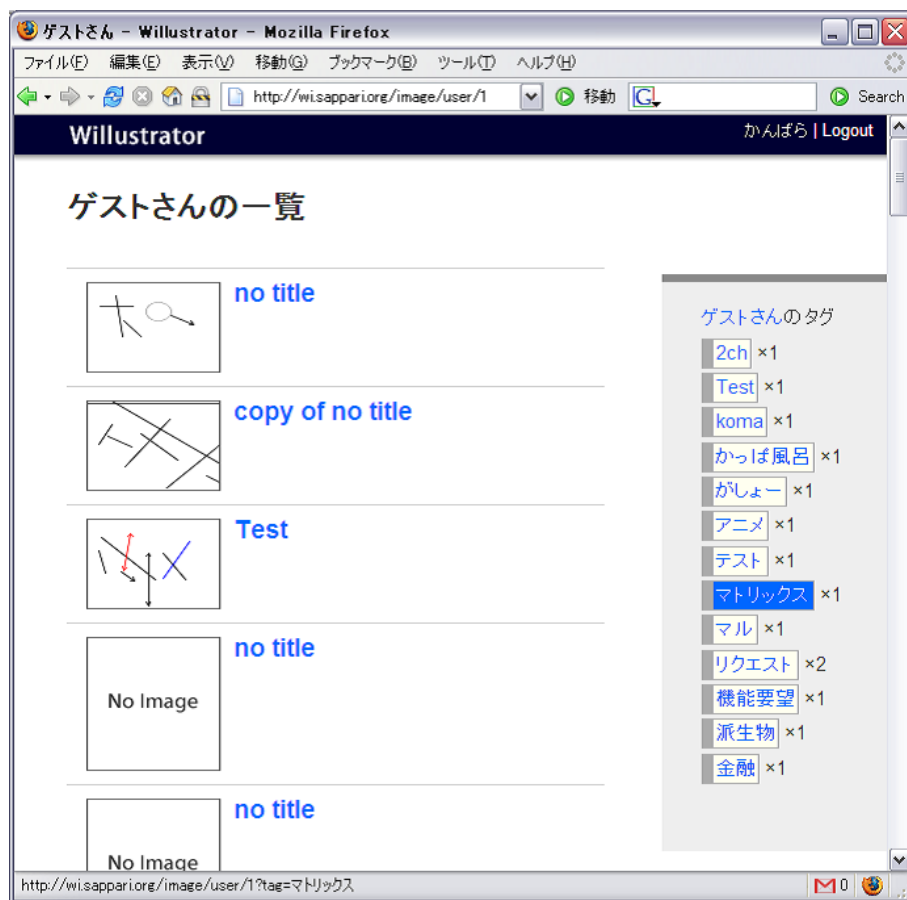 ゲストさん - Willustrator - Mozilla Firefox
ファイル(F) 編集(E) 表示(V) 移動(G) ブックマーク(B) ツール(T) ヘルプ(H)
http://wi.sappari.org/image/user/1 移動 G Search
Willustrator かんばら | Logout
ゲストさんの一覧
no title
copy of no title
Test
no title
No Image
no title
No Image
ゲストさんのタグ
2ch ×1
Test ×1
koma ×1
かっぱ風呂 ×1
がしょー ×1
アニメ ×1
テスト ×1
マトリックス ×1
マル ×1
リクエスト ×2
機能要望 ×1
派生物 ×1
金融 ×1
http://wi.sappari.org/image/user/1?tag=マトリックス 0